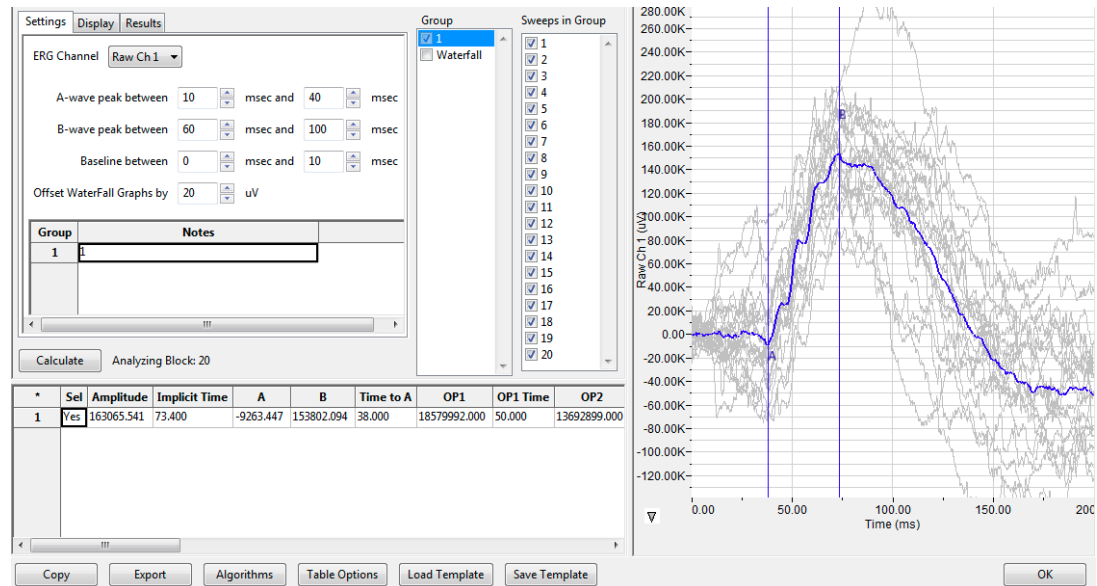 Settings Display Results
ERG Channel Raw Ch 1
A-wave peak between 10 msec and 40 msec
B-wave peak between 60 msec and 100 msec
Baseline between 0 msec and 10 msec
Offset WaterFall Graphs by 20 uV
Group Notes
1 1
Calculate Analyzing Block: 20
Group
1
Waterfall
Sweeps in Group
1
2
3
4
5
6
7
8
9
10
11
12
13
14
15
16
17
18
19
20
* Sel Amplitude Implicit Time A B Time to A OP1 OP1 Time OP2
1 Yes 163065.541 73.400 -9263.447 153802.094 38.000 18579992.000 50.000 13692899.000
280.00K
260.00K
240.00K
220.00K
200.00K
180.00K
160.00K
140.00K
120.00K
100.00K
80.00K
60.00K
40.00K
20.00K
0.00
-20.00K
-40.00K
-60.00K
-80.00K
-100.00K
-120.00K
Raw Ch 1 (uV)
B
A
0.00 50.00 100.00 150.00 200
Time (ms)
Copy Export Algorithms Table Options Load Template Save Template OK